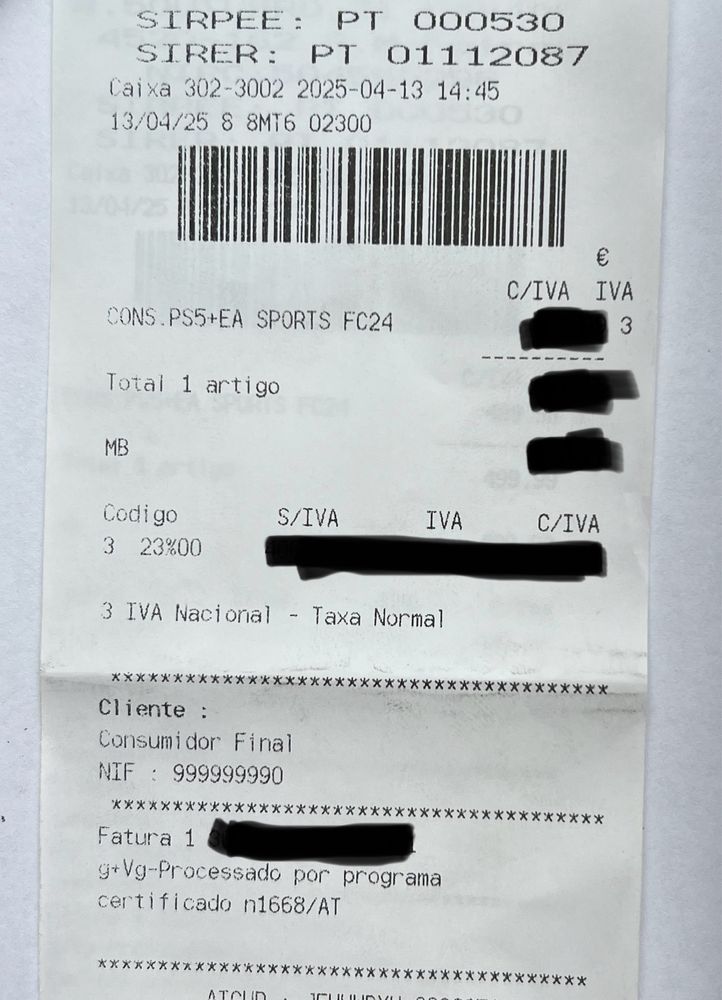 SIRPEE: PT 000530
SIRER: PT 01112087
Caixa 302-3002 2025-04-13 14:45
13/04/25 8 8MT6 02300
€
C/IVA IVA
CONS.PS5+EA SPORTS FC24 3
Total 1 artigo
MB
Codigo S/IVA IVA C/IVA
3 23%00
3 IVA Nacional - Taxa Normal
****************************************
Cliente :
Consumidor Final
NIF : 999999990
****************************************
Fatura 1
g+Vg-Processado por programa
certificado n1668/AT
****************************************